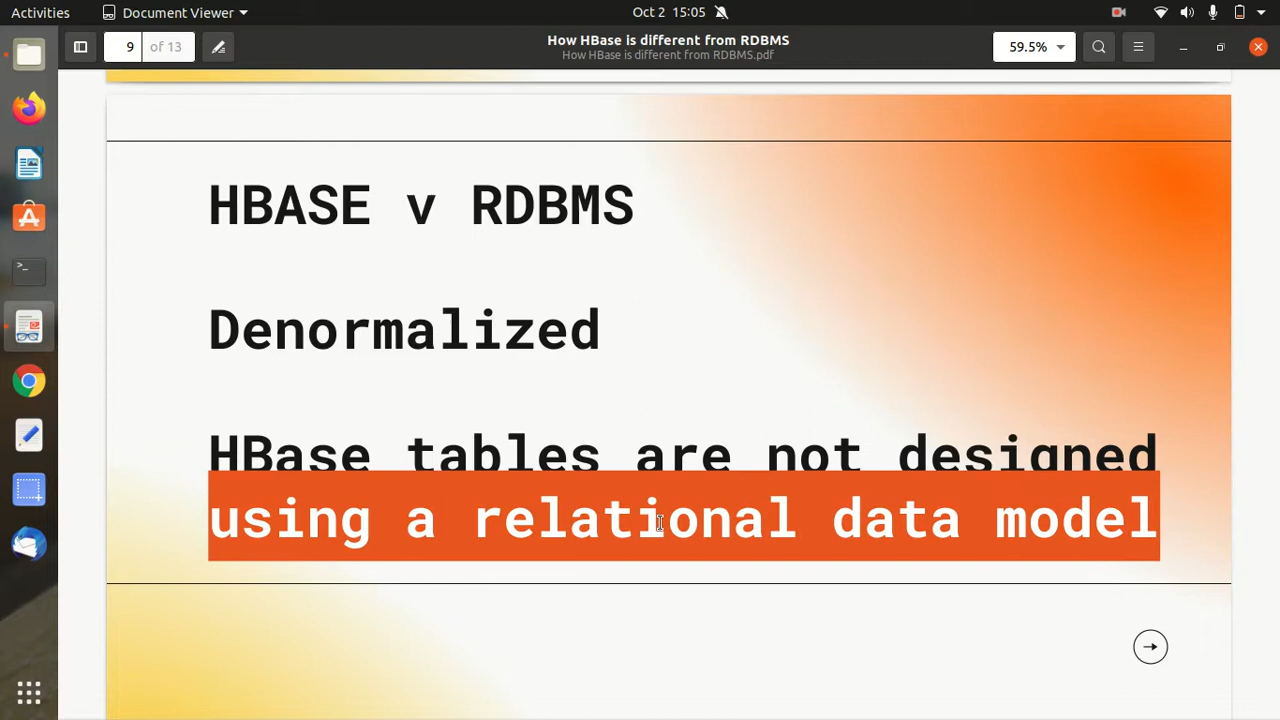 Activities
Document Viewer
Oct 2 15:05
9 of 13
How HBase is different from RDBMS
How HBase is different from RDBMS.pdf
59.5%
HBASE v RDBMS
Denormalized
HBase tables are not designed
using a relational data model